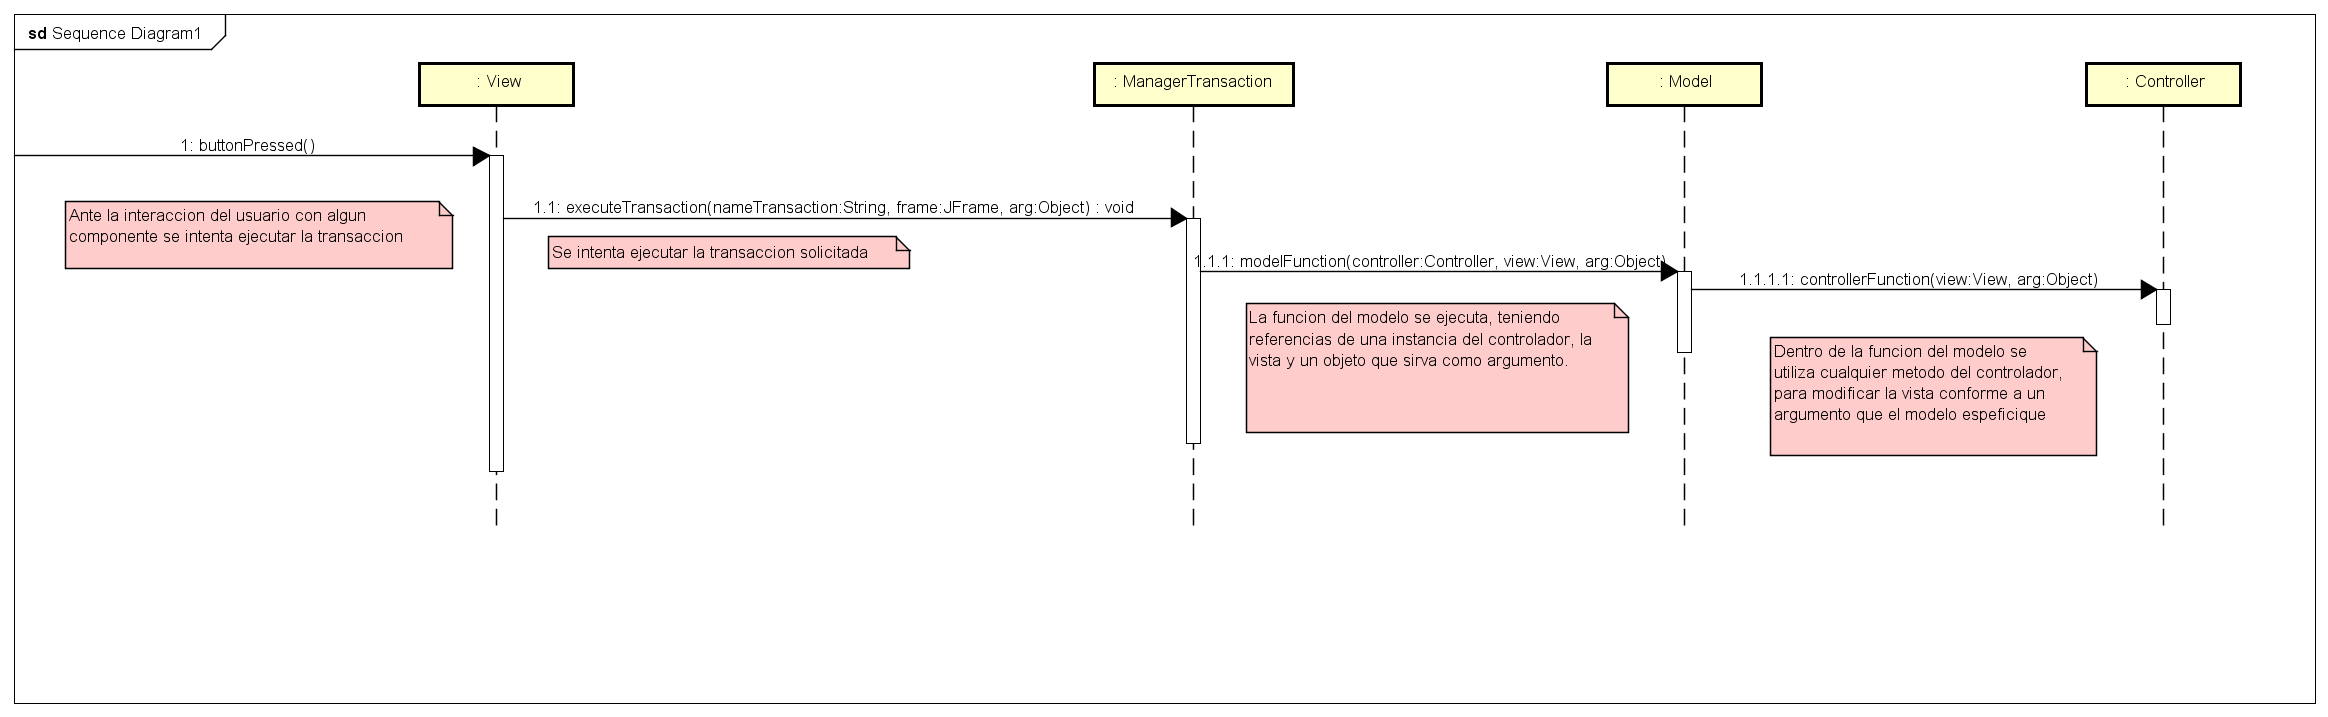 sd Sequence Diagram1
: View
: ManagerTransaction
: Model
: Controller
1: buttonPressed()
1.1: executeTransaction(nameTransaction:String, frame:JFrame, arg:Object) : void
1.1.1: modelFunction(controller:Controller, view:View, arg:Object)
1.1.1.1: controllerFunction(view:View, arg:Object)
Ante la interaccion del usuario con algun
componente se intenta ejecutar la transaccion
Se intenta ejecutar la transaccion solicitada
La funcion del modelo se ejecuta, teniendo
referencias de una instancia del controlador, la
vista y un objeto que sirva como argumento.
Dentro de la funcion del modelo se
utiliza cualquier metodo del controlador,
para modificar la vista conforme a un
argumento que el modelo espeficique